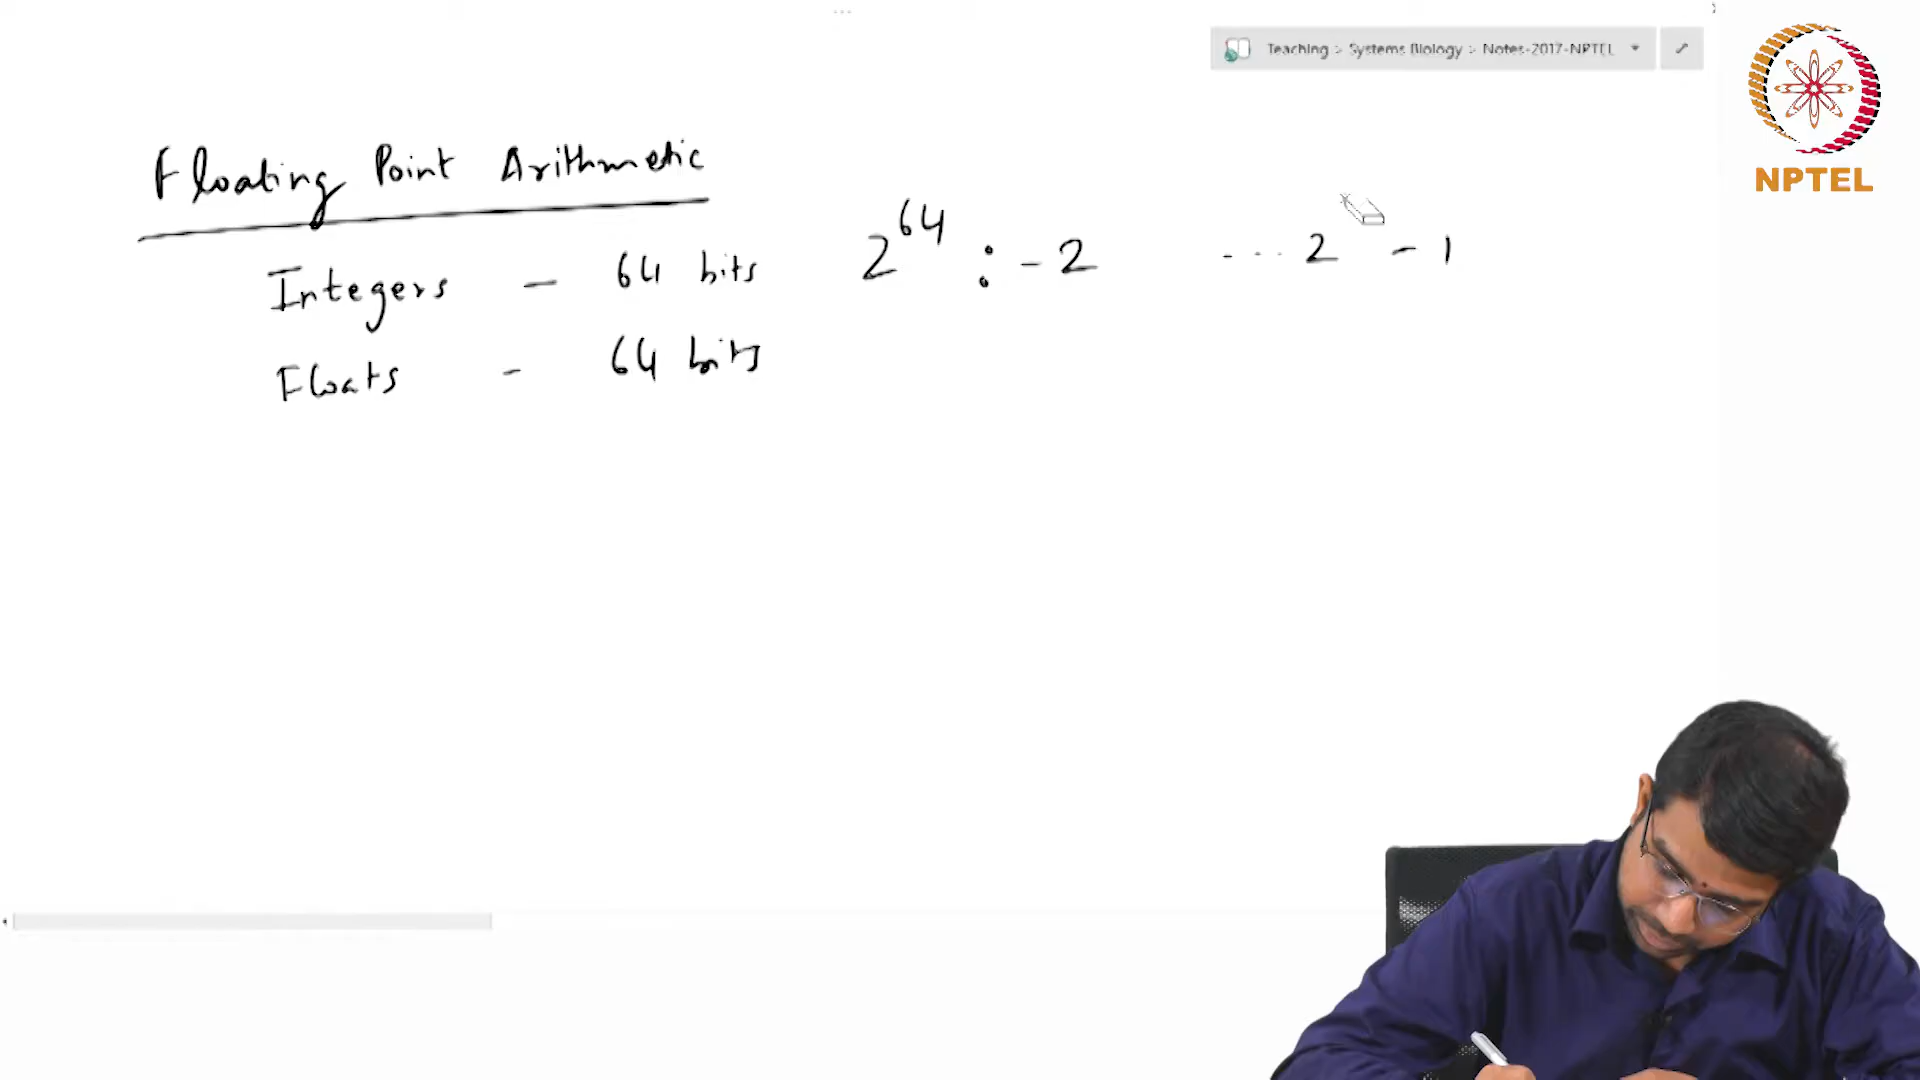 Teaching > Systems Biology > Notes-2017-NPTEL
NPTEL
Floating Point Arithmetic
Integers - 64 bits 2^64 : -2 ... 2 - 1
Floats - 64 bits